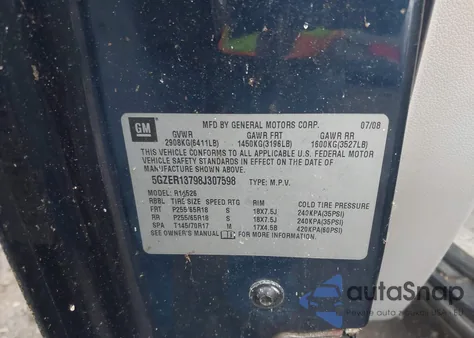 GM
MFD BY GENERAL MOTORS CORP. 07/08
GVWR GAWR FRT GAWR RR
2908KG(6411LB) 1450KG(3196LB) 1600KG(3527LB)
THIS VEHICLE CONFORMS TO ALL APPLICABLE U.S. FEDERAL MOTOR
VEHICLE SAFETY STANDARDS IN EFFECT ON THE DATE OF
MANUFACTURE SHOWN ABOVE.
5GZER13798J307598 TYPE: M.P.V.
MODEL: R14526
RBBL TIRE SIZE SPEED RTG RIM COLD TIRE PRESSURE
FRT P255/65R18 S 18X7.5J 240KPA(35PSI)
RR P255/65R18 S 18X7.5J 240KPA(35PSI)
SPA T145/70R17 M 17X4.5B 420KPA(60PSI)
SEE OWNER'S MANUAL FOR ADDITIONAL INFORMATION.
autoSnap